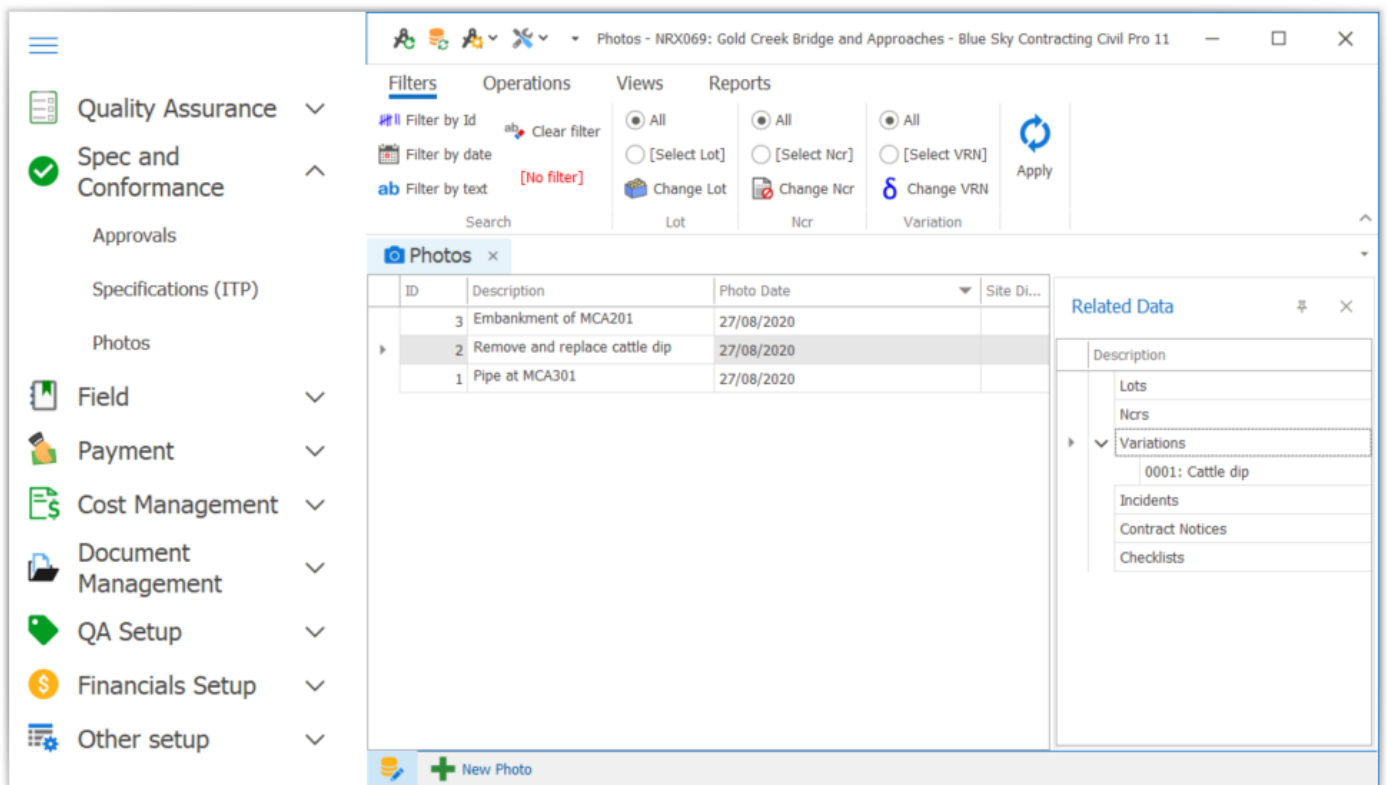 Photos - NRX069: Gold Creek Bridge and Approaches - Blue Sky Contracting Civil Pro 11
Quality Assurance
Spec and
Conformance
Approvals
Specifications (ITP)
Photos
Field
Payment
Cost Management
Document
Management
QA Setup
Financials Setup
Other setup
Filters Operations Views Reports
Filter by Id
Filter by date
ab Filter by text
ab Clear filter
[No filter]
Search
All
[Select Lot]
Change Lot
Lot
All
[Select Ncr]
Change Ncr
Ncr
All
[Select VRN]
δ Change VRN
Variation
Apply
Photos ×
ID Description Photo Date Site Di...
3 Embankment of MCA201 27/08/2020
2 Remove and replace cattle dip 27/08/2020
1 Pipe at MCA301 27/08/2020
Related Data
Description
Lots
Ncrs
Variations
0001: Cattle dip
Incidents
Contract Notices
Checklists
New Photo